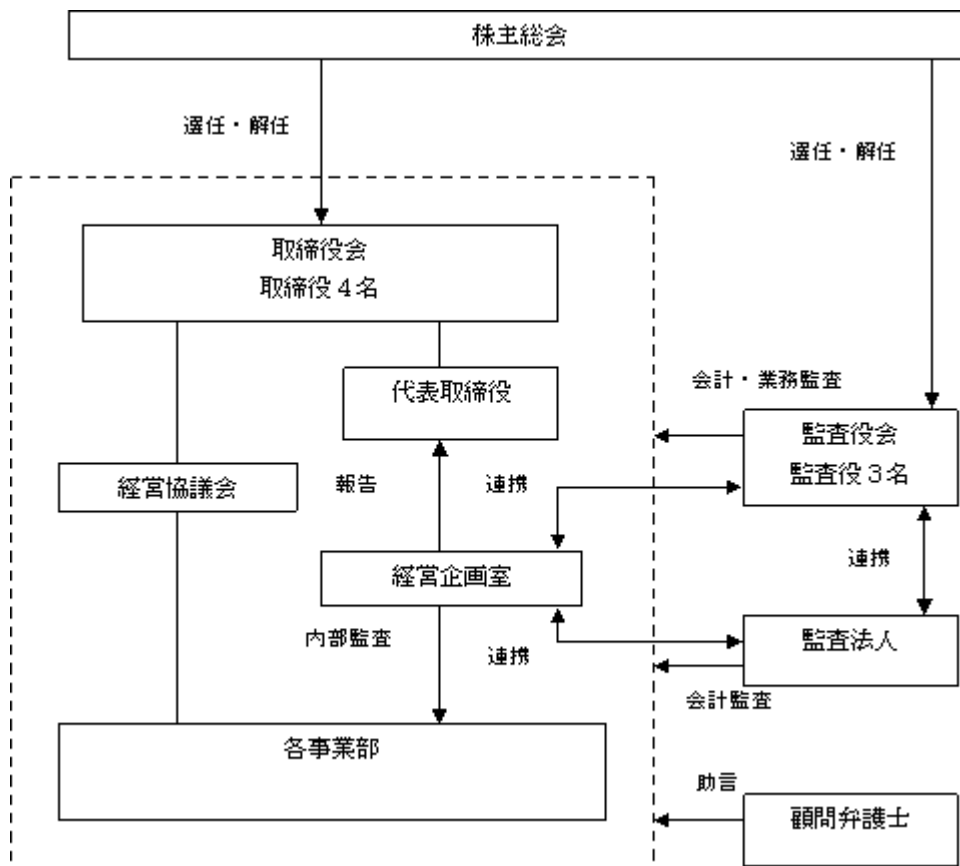 株主総会
選任・解任
選任・解任
取締役会
取締役４名
代表取締役
会計・業務監査
監査役会
監査役３名
経営協議会
報告
連携
経営企画室
連携
内部監査
連携
監査法人
会計監査
各事業部
助言
顧問弁護士